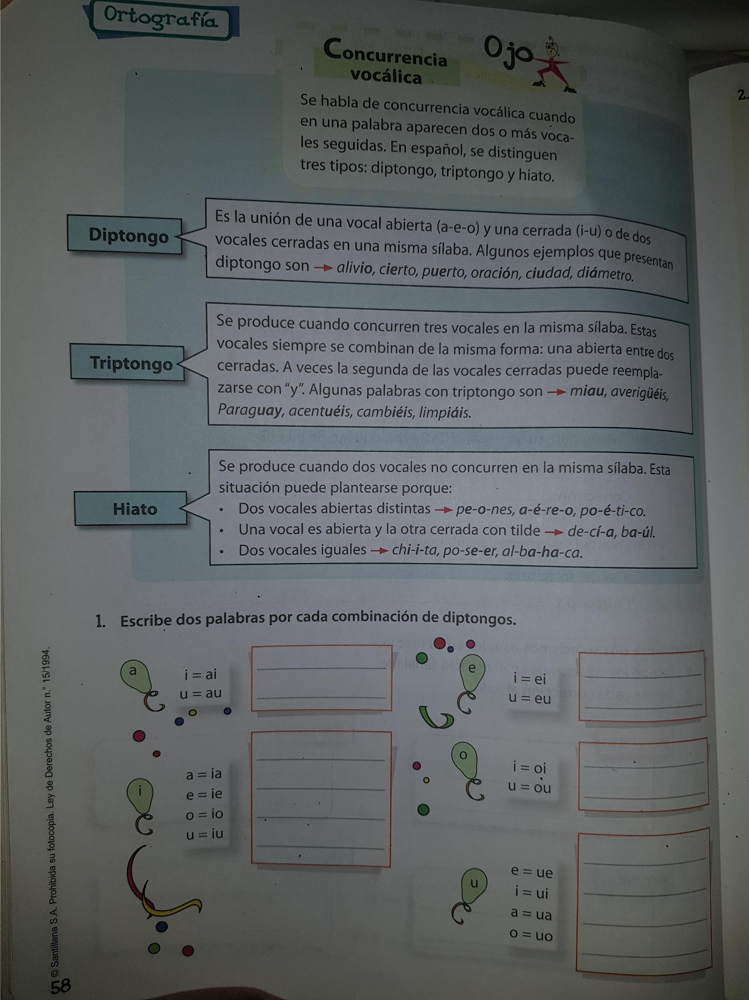 Ortografía
Concurrencia
vocálica
Ojo
Se habla de concurrencia vocálica cuando
en una palabra aparecen dos o más voca-
les seguidas. En español, se distinguen
tres tipos: diptongo, triptongo y hiato.
Diptongo
Es la unión de una vocal abierta (a-e-o) y una cerrada (i-u) o de dos
vocales cerradas en una misma sílaba. Algunos ejemplos que presentan
diptongo son → alivio, cierto, puerto, oración, ciudad, diámetro.
Triptongo
Se produce cuando concurren tres vocales en la misma sílaba. Estas
vocales siempre se combinan de la misma forma: una abierta entre dos
cerradas. A veces la segunda de las vocales cerradas puede reempla-
zarse con “y”. Algunas palabras con triptongo son → miau, averigüéis,
Paraguay, acentuéis, cambiéis, limpiáis.
Hiato
Se produce cuando dos vocales no concurren en la misma sílaba. Esta
situación puede plantearse porque:
• Dos vocales abiertas distintas → pe-o-nes, a-é-re-o, po-é-ti-co.
• Una vocal es abierta y la otra cerrada con tilde → de-cí-a, ba-úl.
• Dos vocales iguales → chi-i-ta, po-se-er, al-ba-ha-ca.
1. Escribe dos palabras por cada combinación de diptongos.
a
i = ai
u = au
e
i = ei
u = eu
i
a = ia
e = ie
o = io
u = iu
o
i = oi
u = ou
u
e = ue
i = ui
a = ua
o = uo
© Santillana S.A. Prohibida su fotocopia. Ley de Derechos de Autor n.° 15/1994.
58
2.